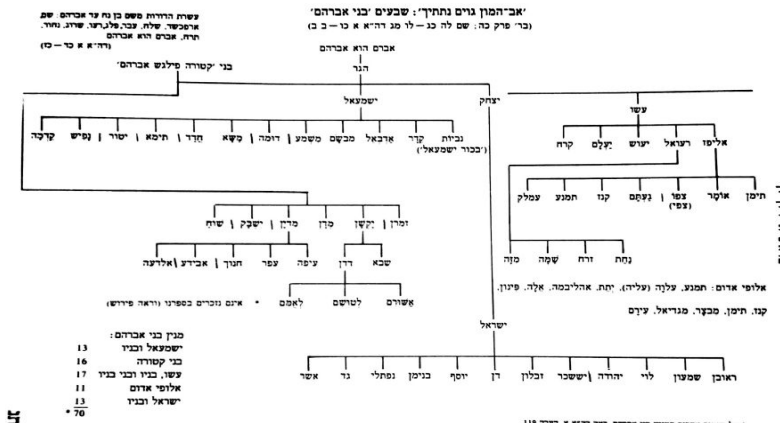 'אב־המון גוים נתתיך': שבעים 'בני אברהם'
(בר' פרק כה; שם לה כג – לו מג דה״א א כו – ב ב)
עשרת הדורות משם בן נח עד אברהם: שם,
ארפכשד, שלח, עבר, פלג, רעו, שרוג, נחור,
תרח, אברם הוא אברהם
(דה״א א כד – כז)
אברם הוא אברהם
הגר
בני 'קטורה פילגש אברהם'
ישמעאל
יצחק
עשו
נביות קדר אדבאל מבשם משמע דומה משא חדד תימא יטור נפיש קדמה
('בכור ישמעאל')
אליפז רעואל יעוש יעלם קרח
תימן אומר צפו געתם קנז תמנע עמלק
(צפי)
זמרן יקשן מדן מדין ישבק שוח
שבא דדן עיפה עפר חנוך אבידע אלדעה
נחת זרח שמה מזה
אשורם לטושם לאמם
* אינם נזכרים בספרנו (וראה פירוש)
אלופי אדום: תמנע, עלוה (עליה), יתת, אהליבמה, אלה, פינון,
קנז, תימן, מבצר, מגדיאל, עירם
ישראל
ראובן שמעון לוי יהודה יששכר זבלון דן יוסף בנימן נפתלי גד אשר
מנין בני אברהם:
ישמעאל ובניו 13
בני קטורה 16
עשו, בניו ובני בניו 17
אלופי אדום 11
ישראל ובניו 13
* 70